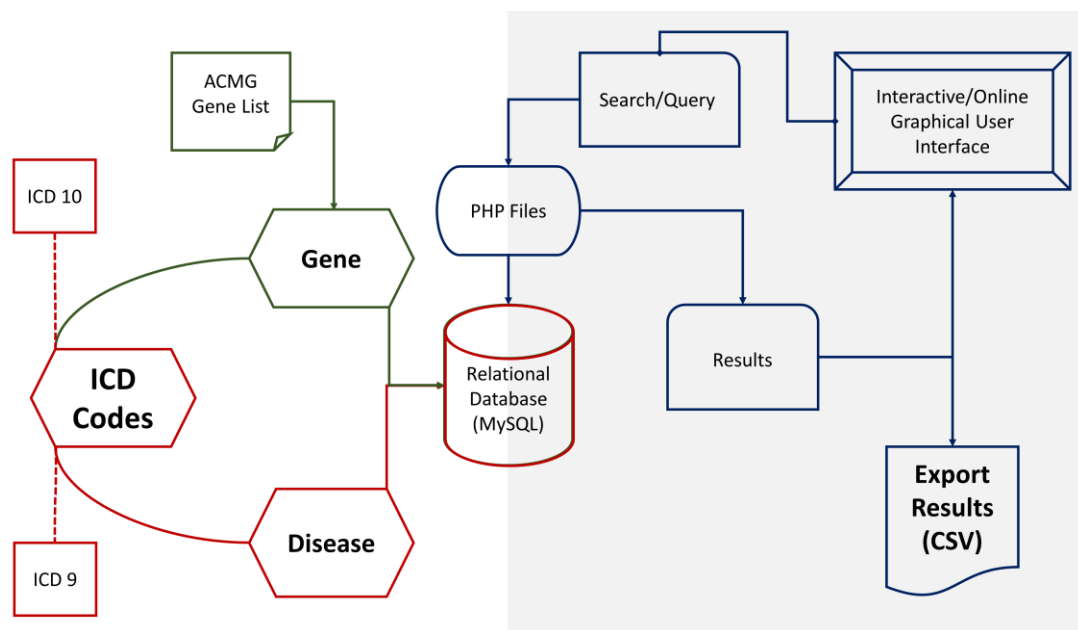 ACMG
Gene List
Search/Query
Interactive/Online
Graphical User
Interface
ICD 10
PHP Files
Gene
Results
Relational
Database
(MySQL)
ICD
Codes
Export
Results
(CSV)
Disease
ICD 9